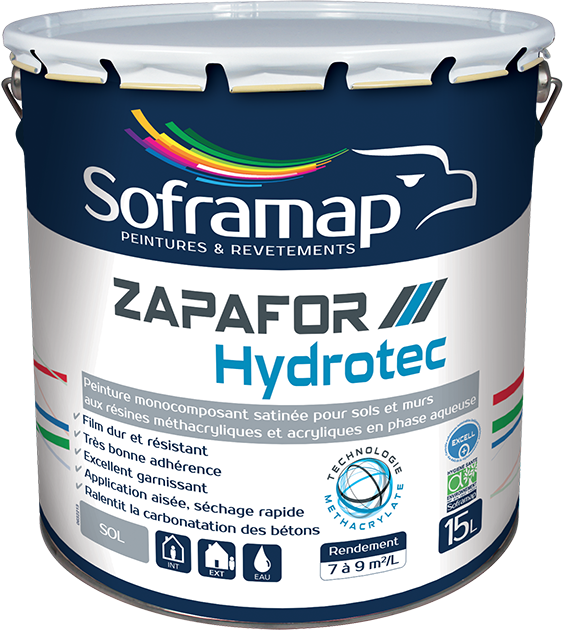 Soframap
PEINTURES & REVETEMENTS
ZAPAFOR
Hydrotec
Peinture monocomposant satinée pour sols et murs
aux résines méthacryliques et acryliques en phase aqueuse
Film dur et résistant
Très bonne adhérence
Excellent garnissant
Application aisée, séchage rapide
Ralentit la carbonatation des bétons
TECHNOLOGIE
METHACRYLATE
EXCELL
Soframap
SOL
INT
EXT
EAU
Rendement
7 à 9 m²/L
15L